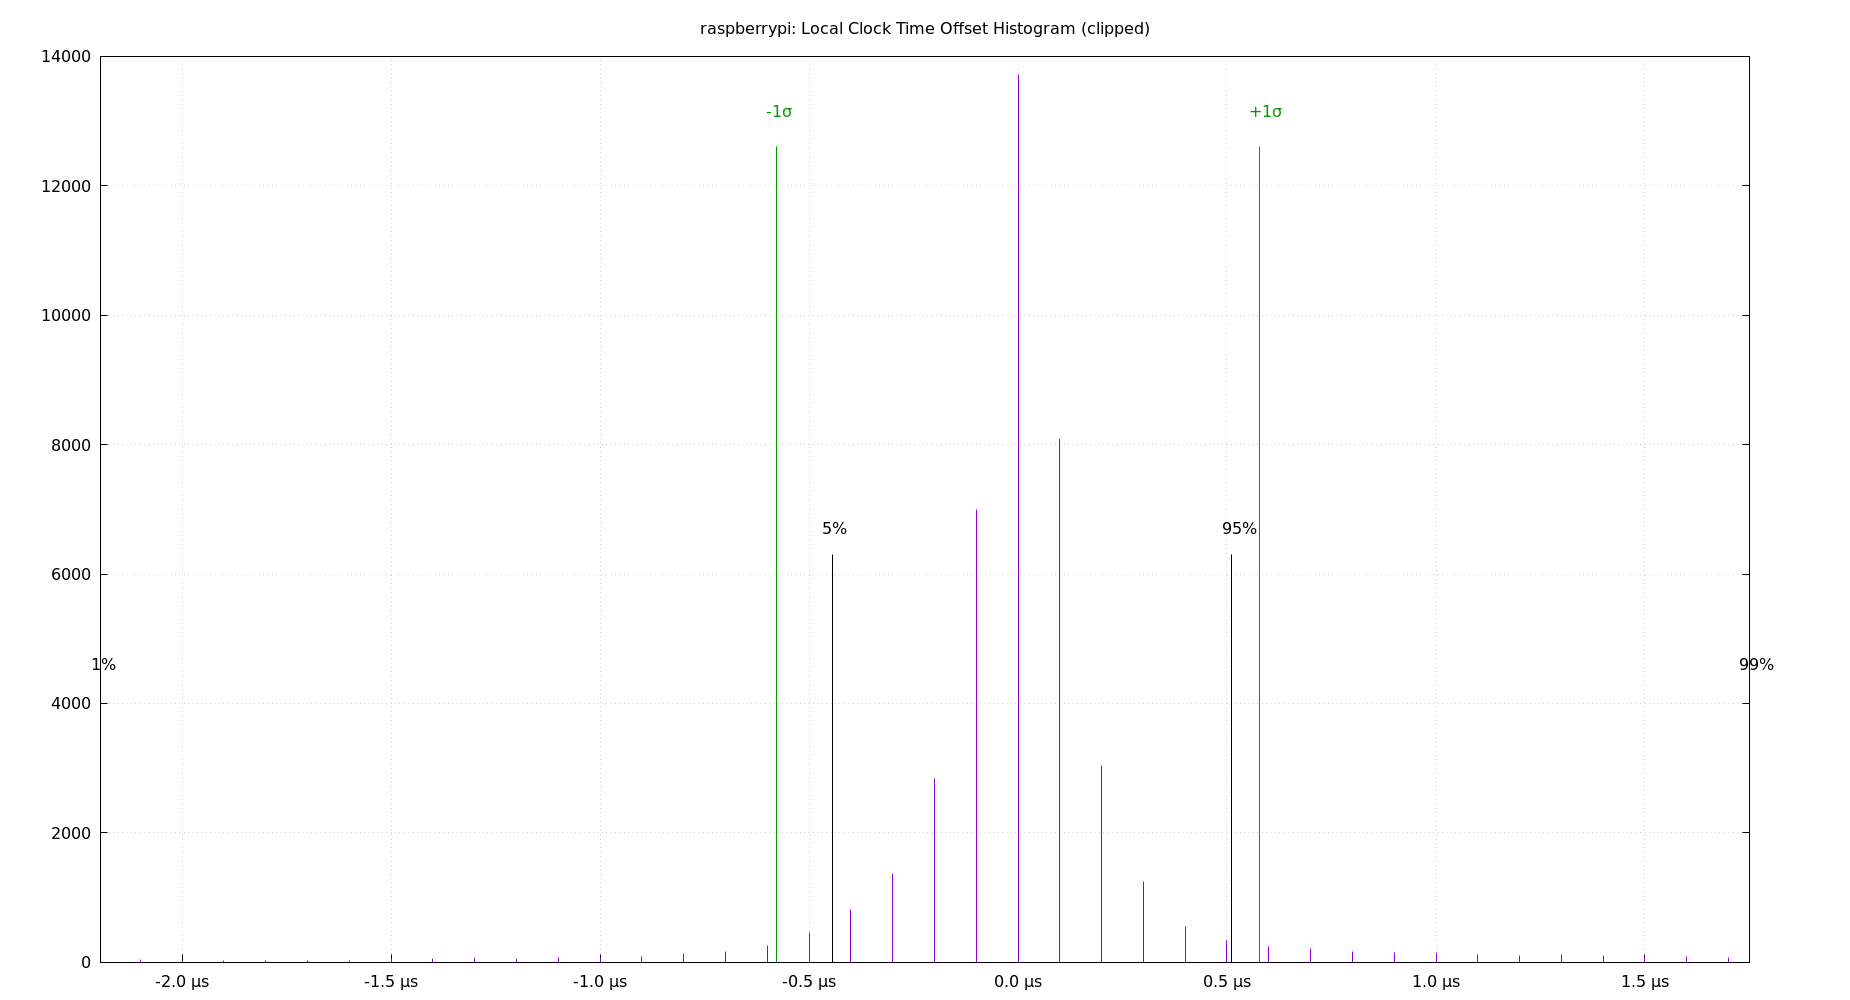 raspberrypi: Local Clock Time Offset Histogram (clipped)
14000
-1σ
+1σ
12000
10000
8000
5%
95%
6000
1%
99%
4000
2000
0
-2.0 µs
-1.5 µs
-1.0 µs
-0.5 µs
0.0 µs
0.5 µs
1.0 µs
1.5 µs